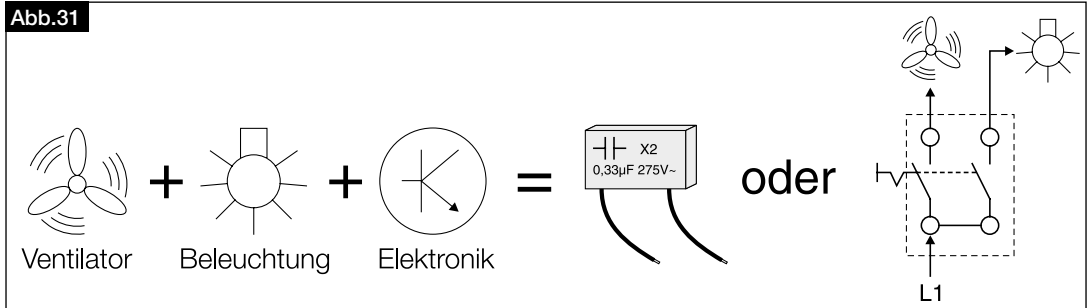 Abb.31
X2
0,33µF 275V~
oder
Ventilator
Beleuchtung
Elektronik
L1
+
+
=